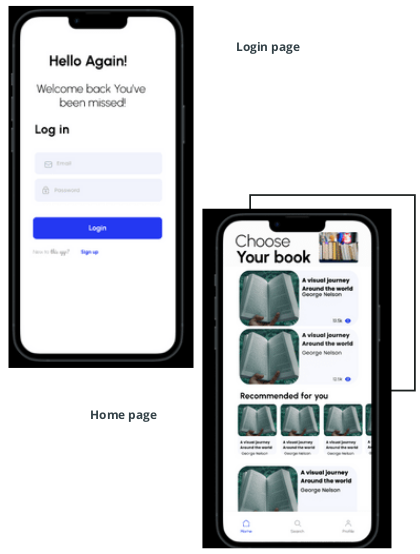 Hello Again!
Welcome back You've
been missed!
Log in
Email
Password
Login
New to this app? Sign up
Login page
Choose
Your book
A visual journey
Around the world
George Nelson
A visual journey
Around the world
George Nelson
Recommended for you
A visual journey
Around the world
George Nelson
A visual journey
Around the world
George Nelson
A visual journey
Around the world
George Nelson
A visual journey
Around the world
George Nelson
Home
Search
Profile
Home page